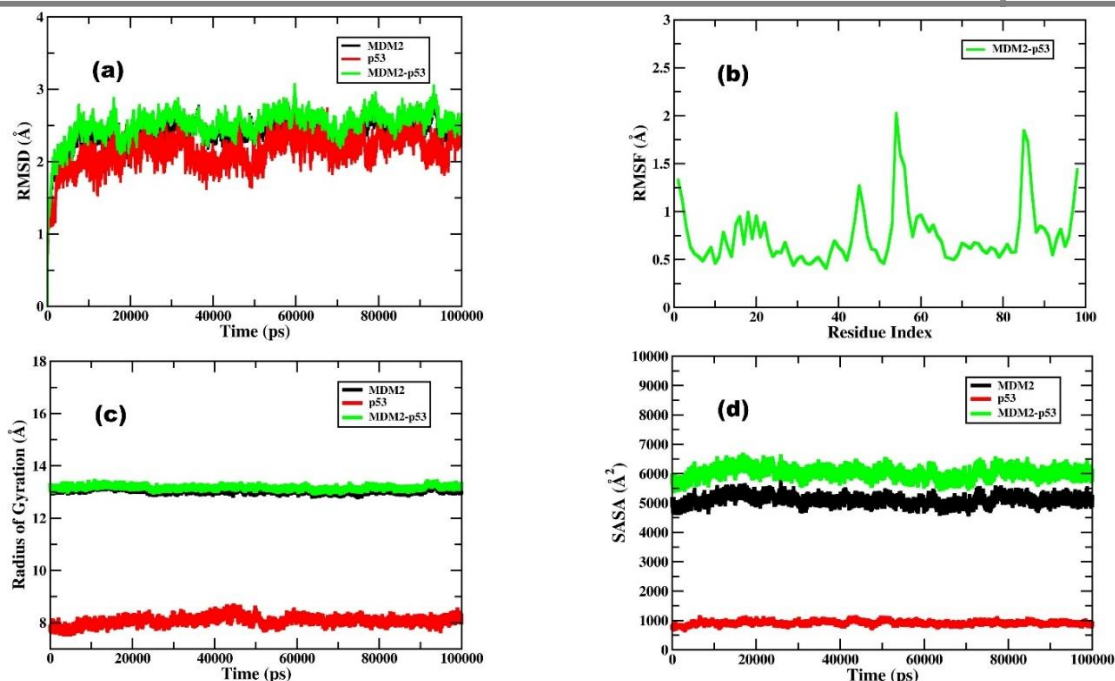 4
3
2
1
0
RMSD (Å)
(a)
MDM2
p53
MDM2-p53
0 20000 40000 60000 80000 100000
Time (ps)
3
2.5
2
1.5
1
0.5
0
RMSF (Å)
(b)
MDM2-p53
0 20 40 60 80 100
Residue Index
18
16
14
12
10
8
Radius of Gyration (Å)
(c)
MDM2
p53
MDM2-p53
0 20000 40000 60000 80000 100000
Time (ps)
10000
9000
8000
7000
6000
5000
4000
3000
2000
1000
0
SASA (Å²)
(d)
MDM2
p53
MDM2-p53
0 20000 40000 60000 80000 100000
Time (ps)